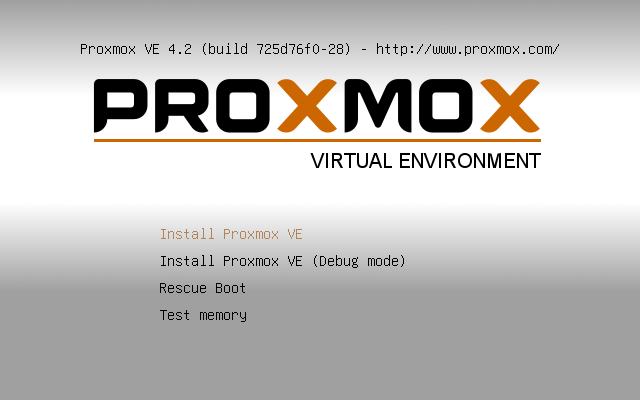 Proxmox VE 4.2 (build 725d76f0-28) - http://www.proxmox.com/
PROXMOX
VIRTUAL ENVIRONMENT
Install Proxmox VE
Install Proxmox VE (Debug mode)
Rescue Boot
Test memory